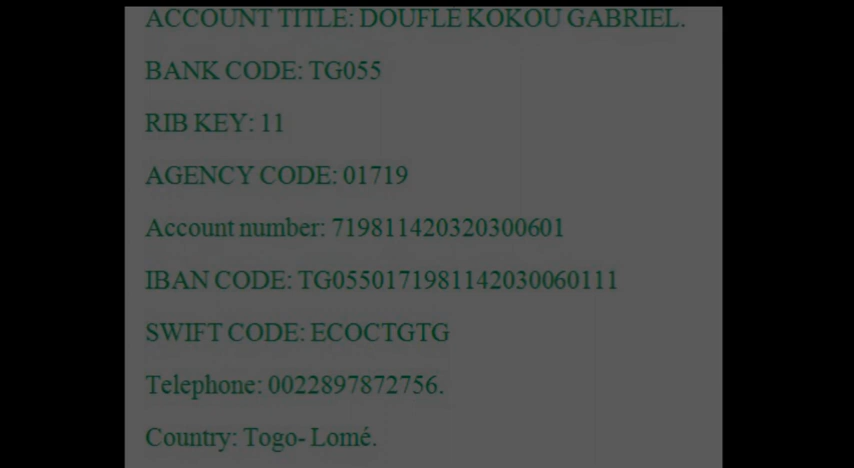 ACCOUNT TITLE: DOUFLE KOKOU GABRIEL.
BANK CODE: TG055
RIB KEY: 11
AGENCY CODE: 01719
Account number: 719811420320300601
IBAN CODE: TG0550171981142030060111
SWIFT CODE: ECOCTGTG
Telephone: 0022897872756.
Country: Togo- Lomé.